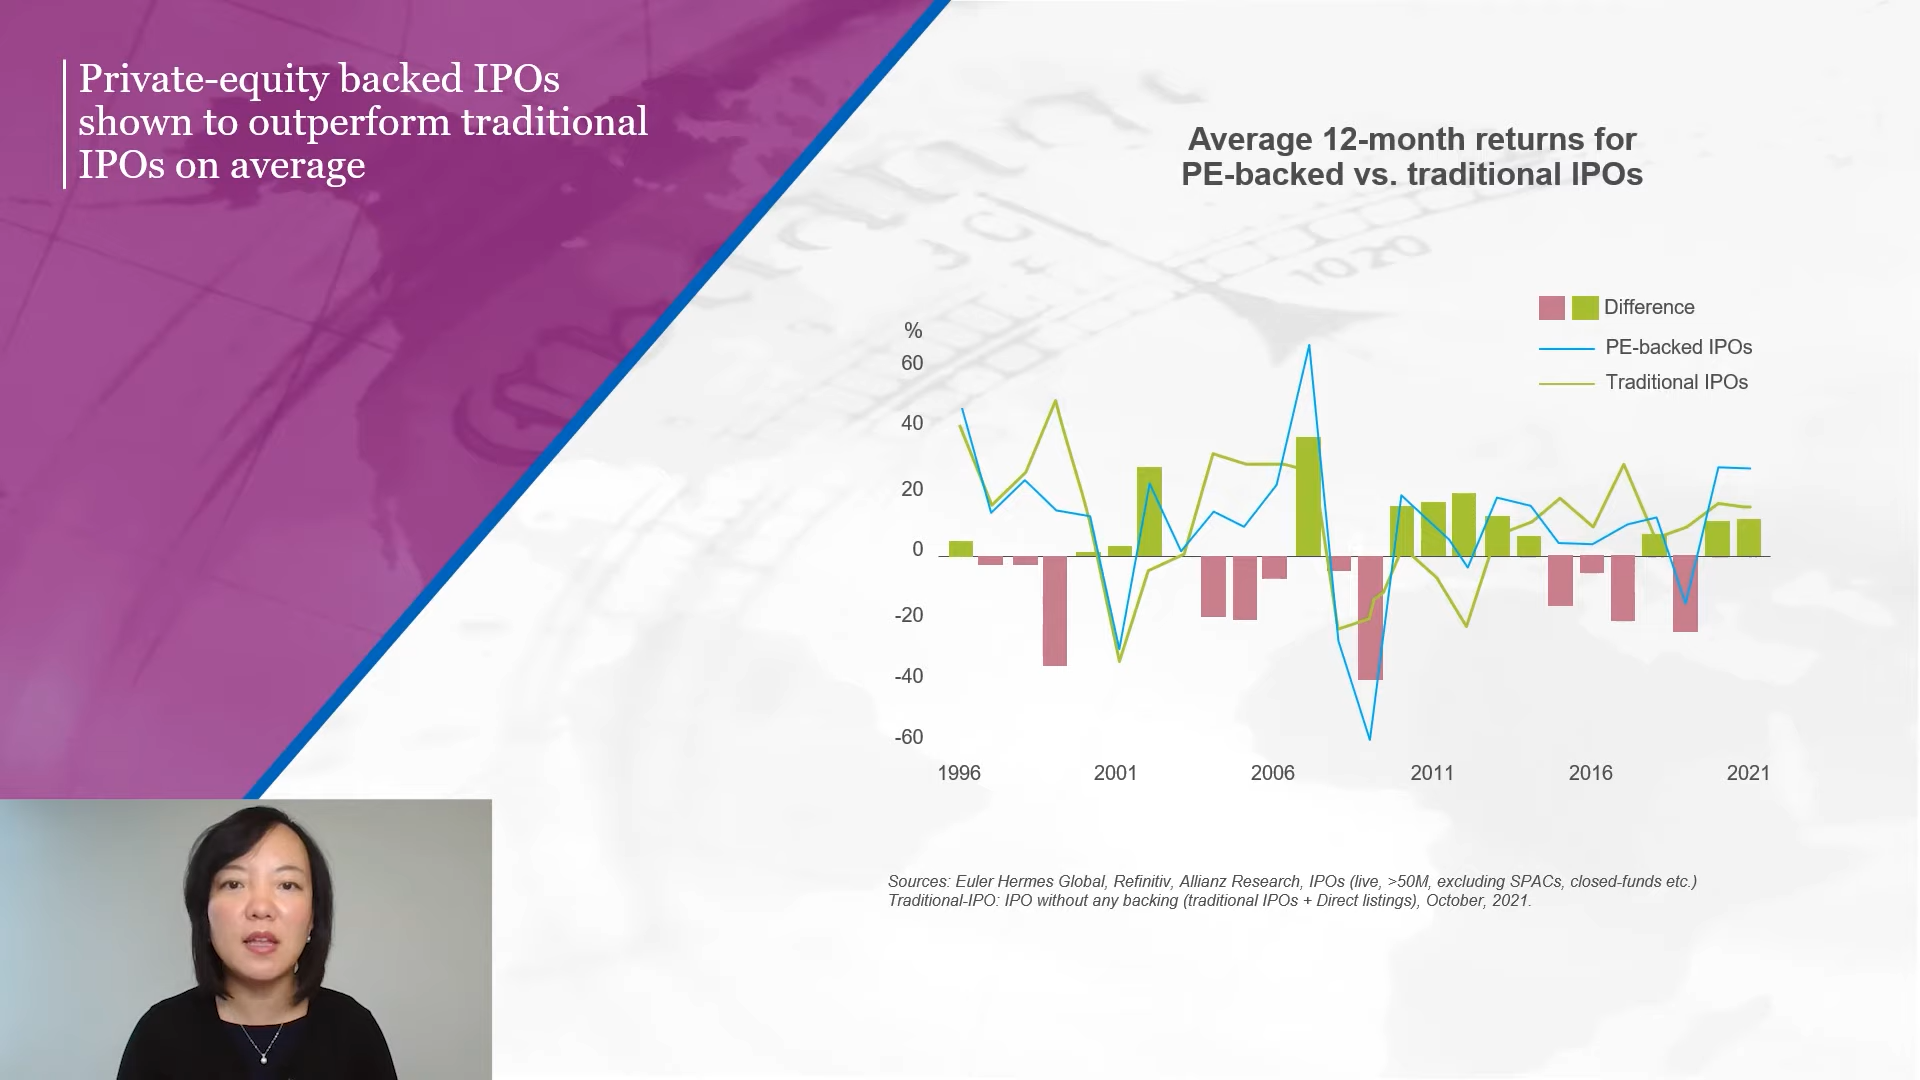 Private-equity backed IPOs
shown to outperform traditional
IPOs on average
Average 12-month returns for
PE-backed vs. traditional IPOs
Difference
PE-backed IPOs
Traditional IPOs
%
60
40
20
0
-20
-40
-60
1996 2001 2006 2011 2016 2021
Sources: Euler Hermes Global, Refinitiv, Allianz Research, IPOs (live, >50M, excluding SPACs, closed-funds etc.)
Traditional-IPO: IPO without any backing (traditional IPOs + Direct listings), October, 2021.
1020